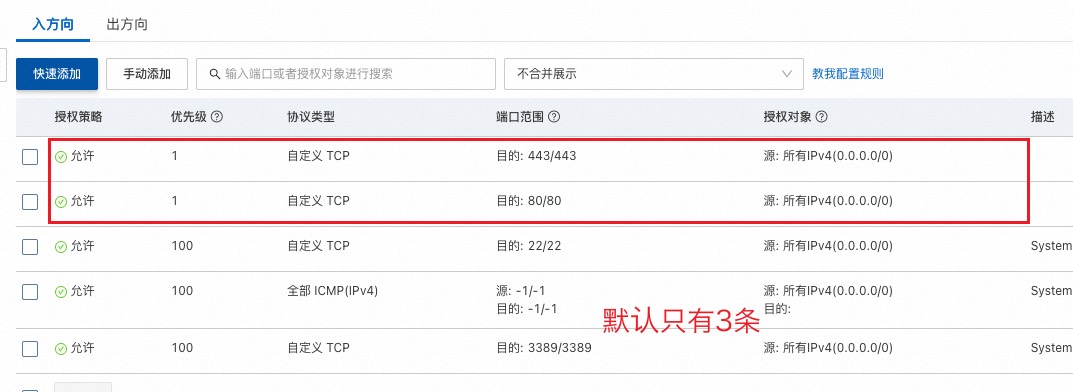 入方向 出方向
快速添加 手动添加 输入端口或者授权对象进行搜索 不合并展示 教我配置规则
授权策略 优先级 协议类型 端口范围 授权对象 描述
允许 1 自定义 TCP 目的: 443/443 源: 所有IPv4(0.0.0.0/0)
允许 1 自定义 TCP 目的: 80/80 源: 所有IPv4(0.0.0.0/0)
允许 100 自定义 TCP 目的: 22/22 源: 所有IPv4(0.0.0.0/0) System
允许 100 全部 ICMP(IPv4) 源: -1/-1 源: 所有IPv4(0.0.0.0/0) System
目的: -1/-1 目的:
默认只有3条
允许 100 自定义 TCP 目的: 3389/3389 源: 所有IPv4(0.0.0.0/0) System